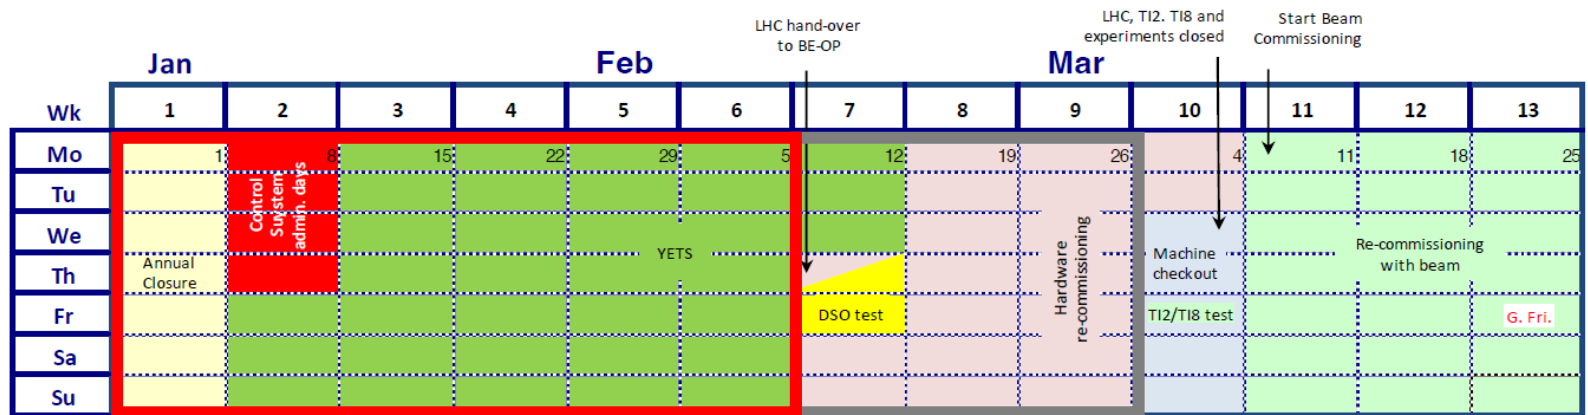 LHC hand-over
to BE-OP
LHC, TI2. TI8 and
experiments closed
Start Beam
Commissioning
Jan Feb Mar
Wk 1 2 3 4 5 6 7 8 9 10 11 12 13
Mo 1 8 15 22 29 5 12 19 26 4 11 18 25
Tu
We
Th
Fr
Sa
Su
Annual
Closure
Control
Suystem
admin. days
YETS
DSO test
Hardware
re-commissioning
Machine
checkout
TI2/TI8 test
Re-commissioning
with beam
G. Fri.